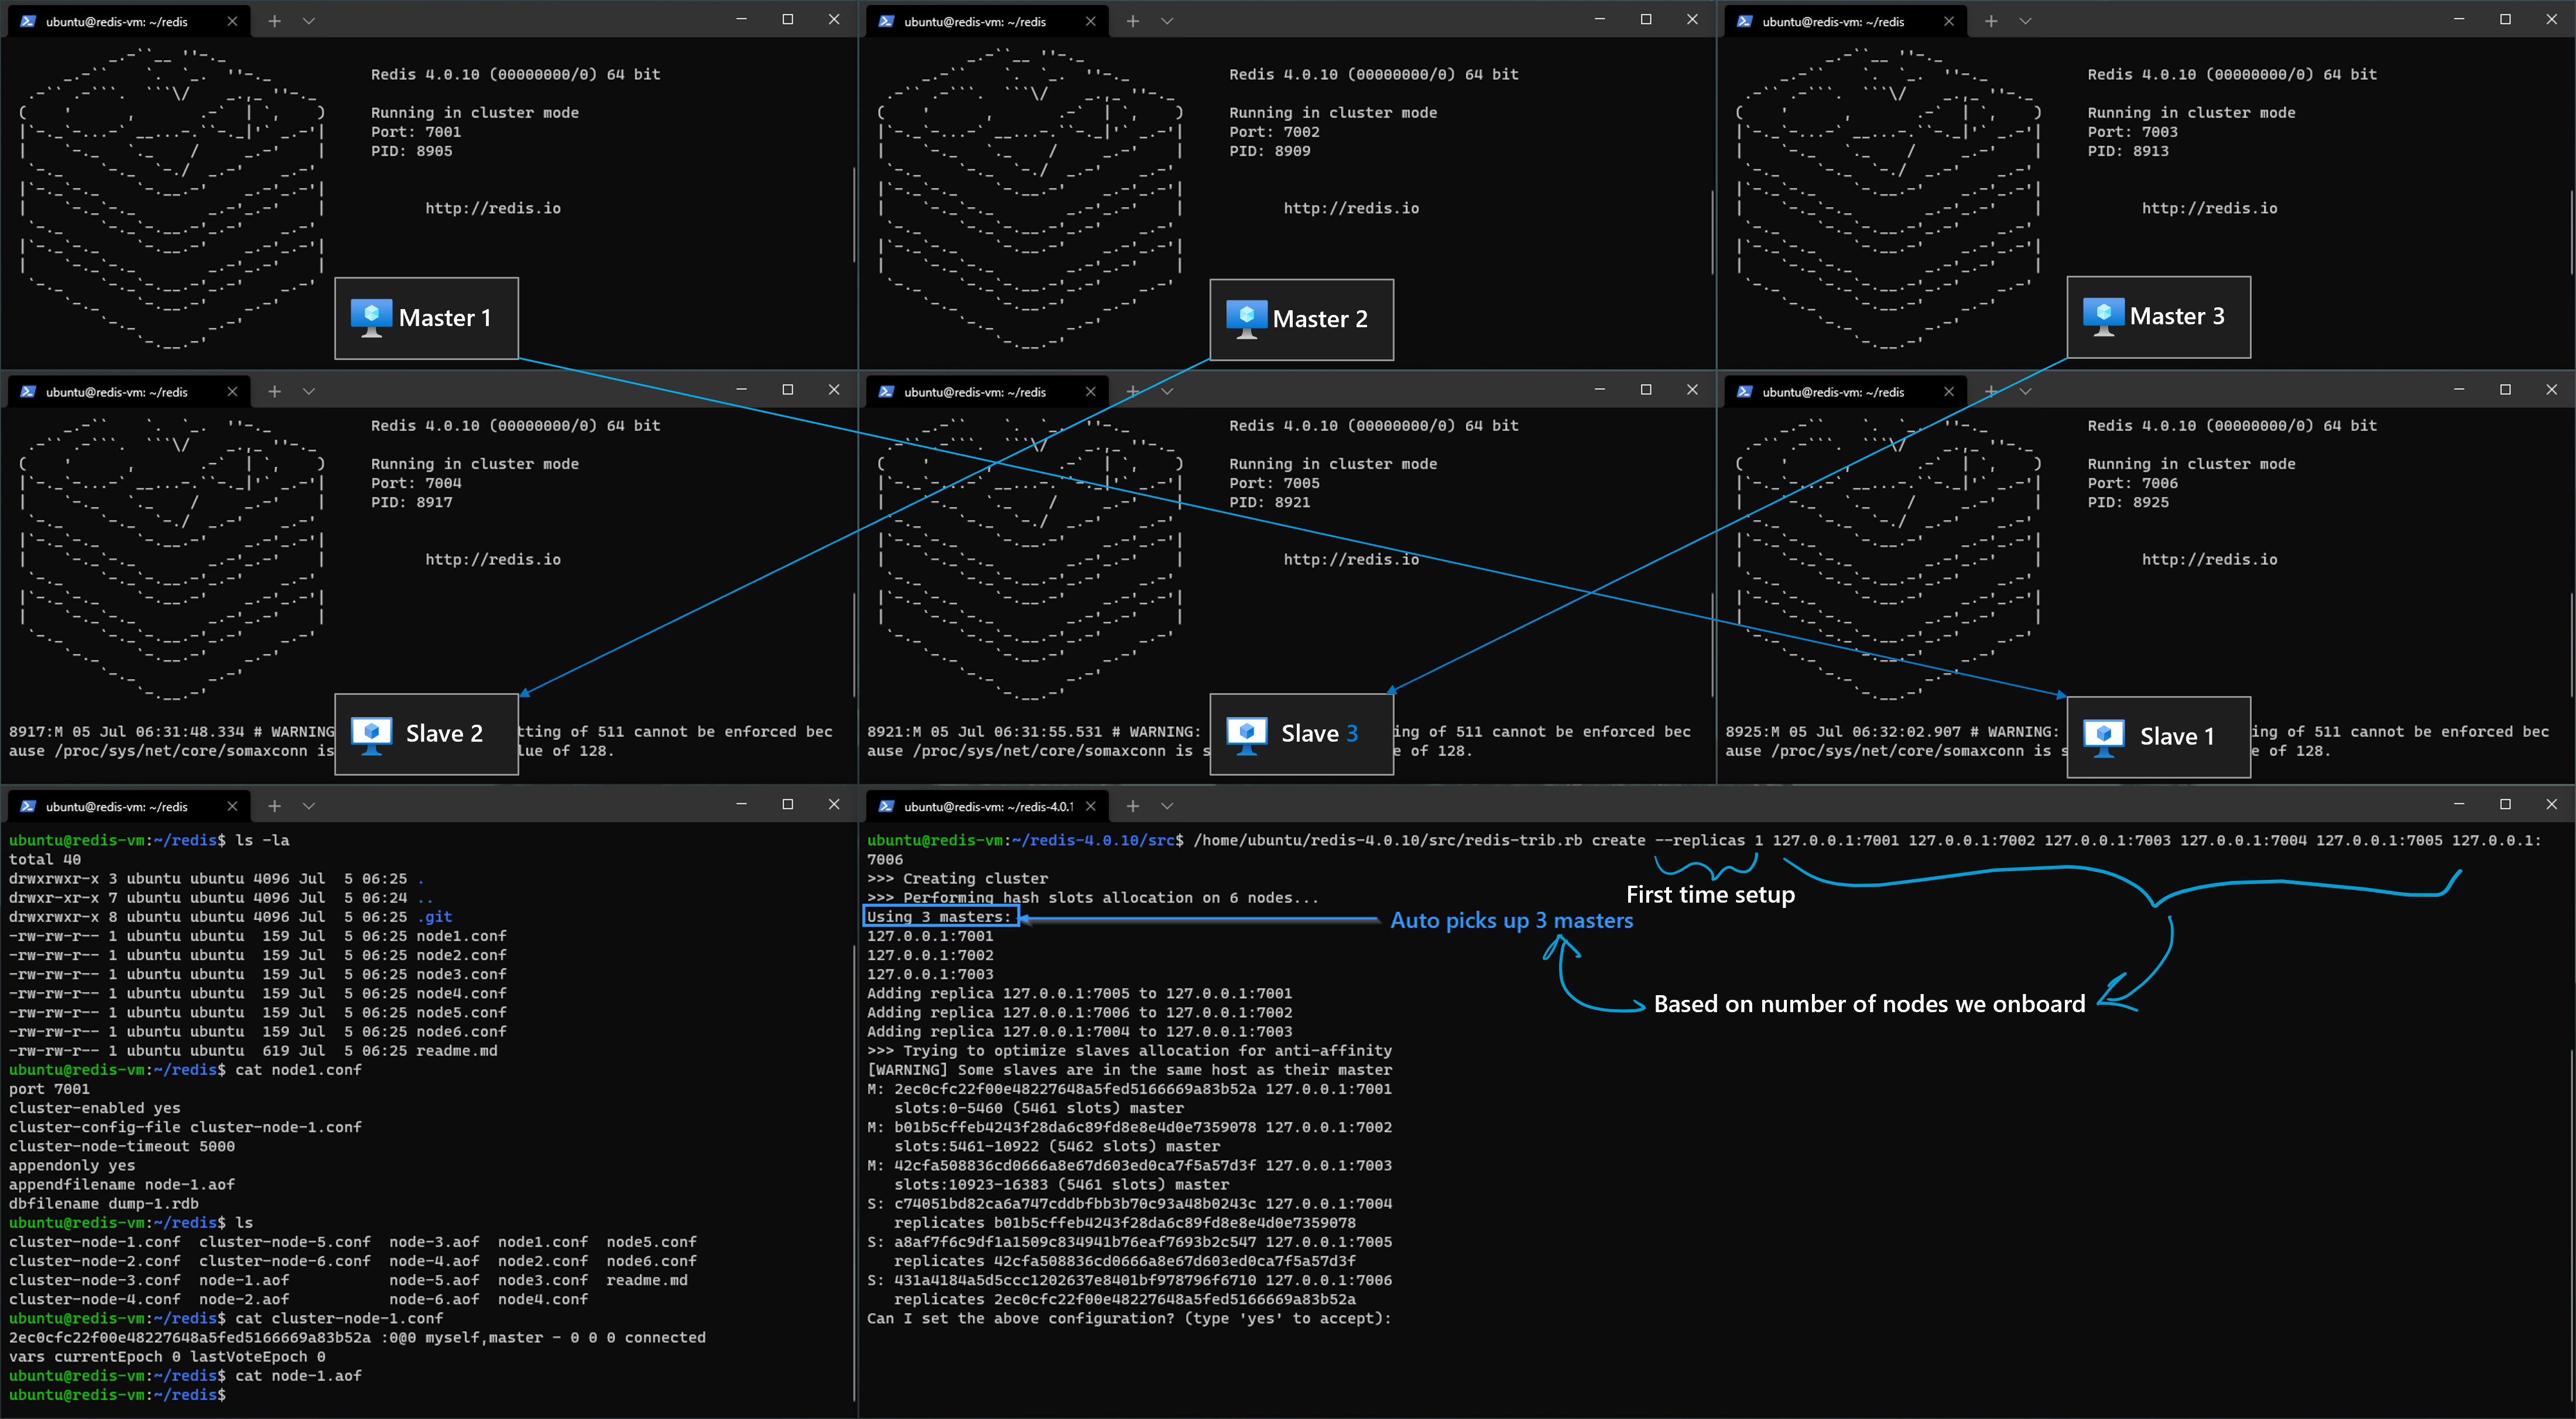 ubuntu@redis-vm: ~/redis
Redis 4.0.10 (00000000/0) 64 bit
Running in cluster mode
Port: 7001
PID: 8905
http://redis.io
Master 1
ubuntu@redis-vm: ~/redis
Redis 4.0.10 (00000000/0) 64 bit
Running in cluster mode
Port: 7002
PID: 8909
http://redis.io
Master 2
ubuntu@redis-vm: ~/redis
Redis 4.0.10 (00000000/0) 64 bit
Running in cluster mode
Port: 7003
PID: 8913
http://redis.io
Master 3
ubuntu@redis-vm: ~/redis
Redis 4.0.10 (00000000/0) 64 bit
Running in cluster mode
Port: 7004
PID: 8917
http://redis.io
8917:M 05 Jul 06:31:48.334 # WARNING tting of 511 cannot be enforced bec
ause /proc/sys/net/core/somaxconn is lue of 128.
Slave 2
ubuntu@redis-vm: ~/redis
Redis 4.0.10 (00000000/0) 64 bit
Running in cluster mode
Port: 7005
PID: 8921
http://redis.io
8921:M 05 Jul 06:31:55.531 # WARNING: ing of 511 cannot be enforced bec
ause /proc/sys/net/core/somaxconn is s e of 128.
Slave 3
ubuntu@redis-vm: ~/redis
Redis 4.0.10 (00000000/0) 64 bit
Running in cluster mode
Port: 7006
PID: 8925
http://redis.io
8925:M 05 Jul 06:32:02.907 # WARNING: ing of 511 cannot be enforced bec
ause /proc/sys/net/core/somaxconn is s e of 128.
Slave 1
ubuntu@redis-vm: ~/redis
ubuntu@redis-vm:~/redis$ ls -la
total 40
drwxrwxr-x 3 ubuntu ubuntu 4096 Jul  5 06:25 .
drwxr-xr-x 7 ubuntu ubuntu 4096 Jul  5 06:24 ..
drwxrwxr-x 8 ubuntu ubuntu 4096 Jul  5 06:25 .git
-rw-rw-r-- 1 ubuntu ubuntu  159 Jul  5 06:25 node1.conf
-rw-rw-r-- 1 ubuntu ubuntu  159 Jul  5 06:25 node2.conf
-rw-rw-r-- 1 ubuntu ubuntu  159 Jul  5 06:25 node3.conf
-rw-rw-r-- 1 ubuntu ubuntu  159 Jul  5 06:25 node4.conf
-rw-rw-r-- 1 ubuntu ubuntu  159 Jul  5 06:25 node5.conf
-rw-rw-r-- 1 ubuntu ubuntu  159 Jul  5 06:25 node6.conf
-rw-rw-r-- 1 ubuntu ubuntu  619 Jul  5 06:25 readme.md
ubuntu@redis-vm:~/redis$ cat node1.conf
port 7001
cluster-enabled yes
cluster-config-file cluster-node-1.conf
cluster-node-timeout 5000
appendonly yes
appendfilename node-1.aof
dbfilename dump-1.rdb
ubuntu@redis-vm:~/redis$ ls
cluster-node-1.conf  cluster-node-5.conf  node-3.aof  node1.conf  node5.conf
cluster-node-2.conf  cluster-node-6.conf  node-4.aof  node2.conf  node6.conf
cluster-node-3.conf  node-1.aof           node-5.aof  node3.conf  readme.md
cluster-node-4.conf  node-2.aof           node-6.aof  node4.conf
ubuntu@redis-vm:~/redis$ cat cluster-node-1.conf
2ec0cfc22f00e48227648a5fed5166669a83b52a :0@0 myself,master - 0 0 0 connected
vars currentEpoch 0 lastVoteEpoch 0
ubuntu@redis-vm:~/redis$ cat node-1.aof
ubuntu@redis-vm:~/redis$
ubuntu@redis-vm: ~/redis-4.0.1
ubuntu@redis-vm:~/redis-4.0.10/src$ /home/ubuntu/redis-4.0.10/src/redis-trib.rb create --replicas 1 127.0.0.1:7001 127.0.0.1:7002 127.0.0.1:7003 127.0.0.1:7004 127.0.0.1:7005 127.0.0.1:
7006
>>> Creating cluster
>>> Performing hash slots allocation on 6 nodes...
First time setup
Using 3 masters:
Auto picks up 3 masters
127.0.0.1:7001
127.0.0.1:7002
127.0.0.1:7003
Adding replica 127.0.0.1:7005 to 127.0.0.1:7001
Based on number of nodes we onboard
Adding replica 127.0.0.1:7006 to 127.0.0.1:7002
Adding replica 127.0.0.1:7004 to 127.0.0.1:7003
>>> Trying to optimize slaves allocation for anti-affinity
[WARNING] Some slaves are in the same host as their master
M: 2ec0cfc22f00e48227648a5fed5166669a83b52a 127.0.0.1:7001
   slots:0-5460 (5461 slots) master
M: b01b5cffeb4243f28da6c89fd8e8e4d0e7359078 127.0.0.1:7002
   slots:5461-10922 (5462 slots) master
M: 42cfa508836cd0666a8e67d603ed0ca7f5a57d3f 127.0.0.1:7003
   slots:10923-16383 (5461 slots) master
S: c74051bd82ca6a747cddbfbb3b70c93a48b0243c 127.0.0.1:7004
   replicates b01b5cffeb4243f28da6c89fd8e8e4d0e7359078
S: a8af7f6c9df1a1509c834941b76eaf7693b2c547 127.0.0.1:7005
   replicates 42cfa508836cd0666a8e67d603ed0ca7f5a57d3f
S: 431a4184a5d5ccc1202637e8401bf978796f6710 127.0.0.1:7006
   replicates 2ec0cfc22f00e48227648a5fed5166669a83b52a
Can I set the above configuration? (type 'yes' to accept):